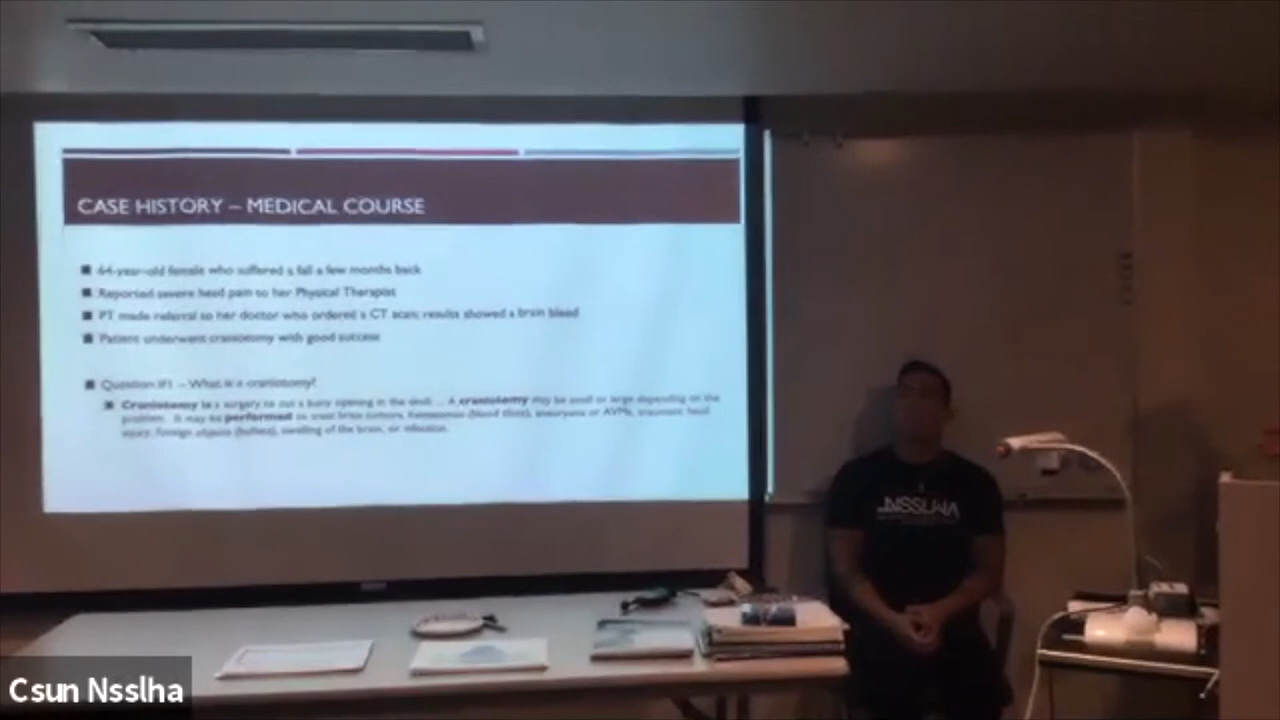 CASE HISTORY – MEDICAL COURSE
64-year-old female who suffered a fall a few months back
Reported severe head pain to her Physical Therapist
PT made referral to her doctor who ordered a CT scan; results showed a brain bleed
Patient underwent craniotomy with good success
Question #1 – What is a craniotomy?
Craniotomy is a surgery to cut a bony opening in the skull. ... A craniotomy may be small or large depending on the
problem. It may be performed to treat brain tumors, hematomas (blood clots), aneurysms or AVMs, traumatic head
injury, foreign objects (bullets), swelling of the brain, or infection.
NSSLHA
Csun Nsslha